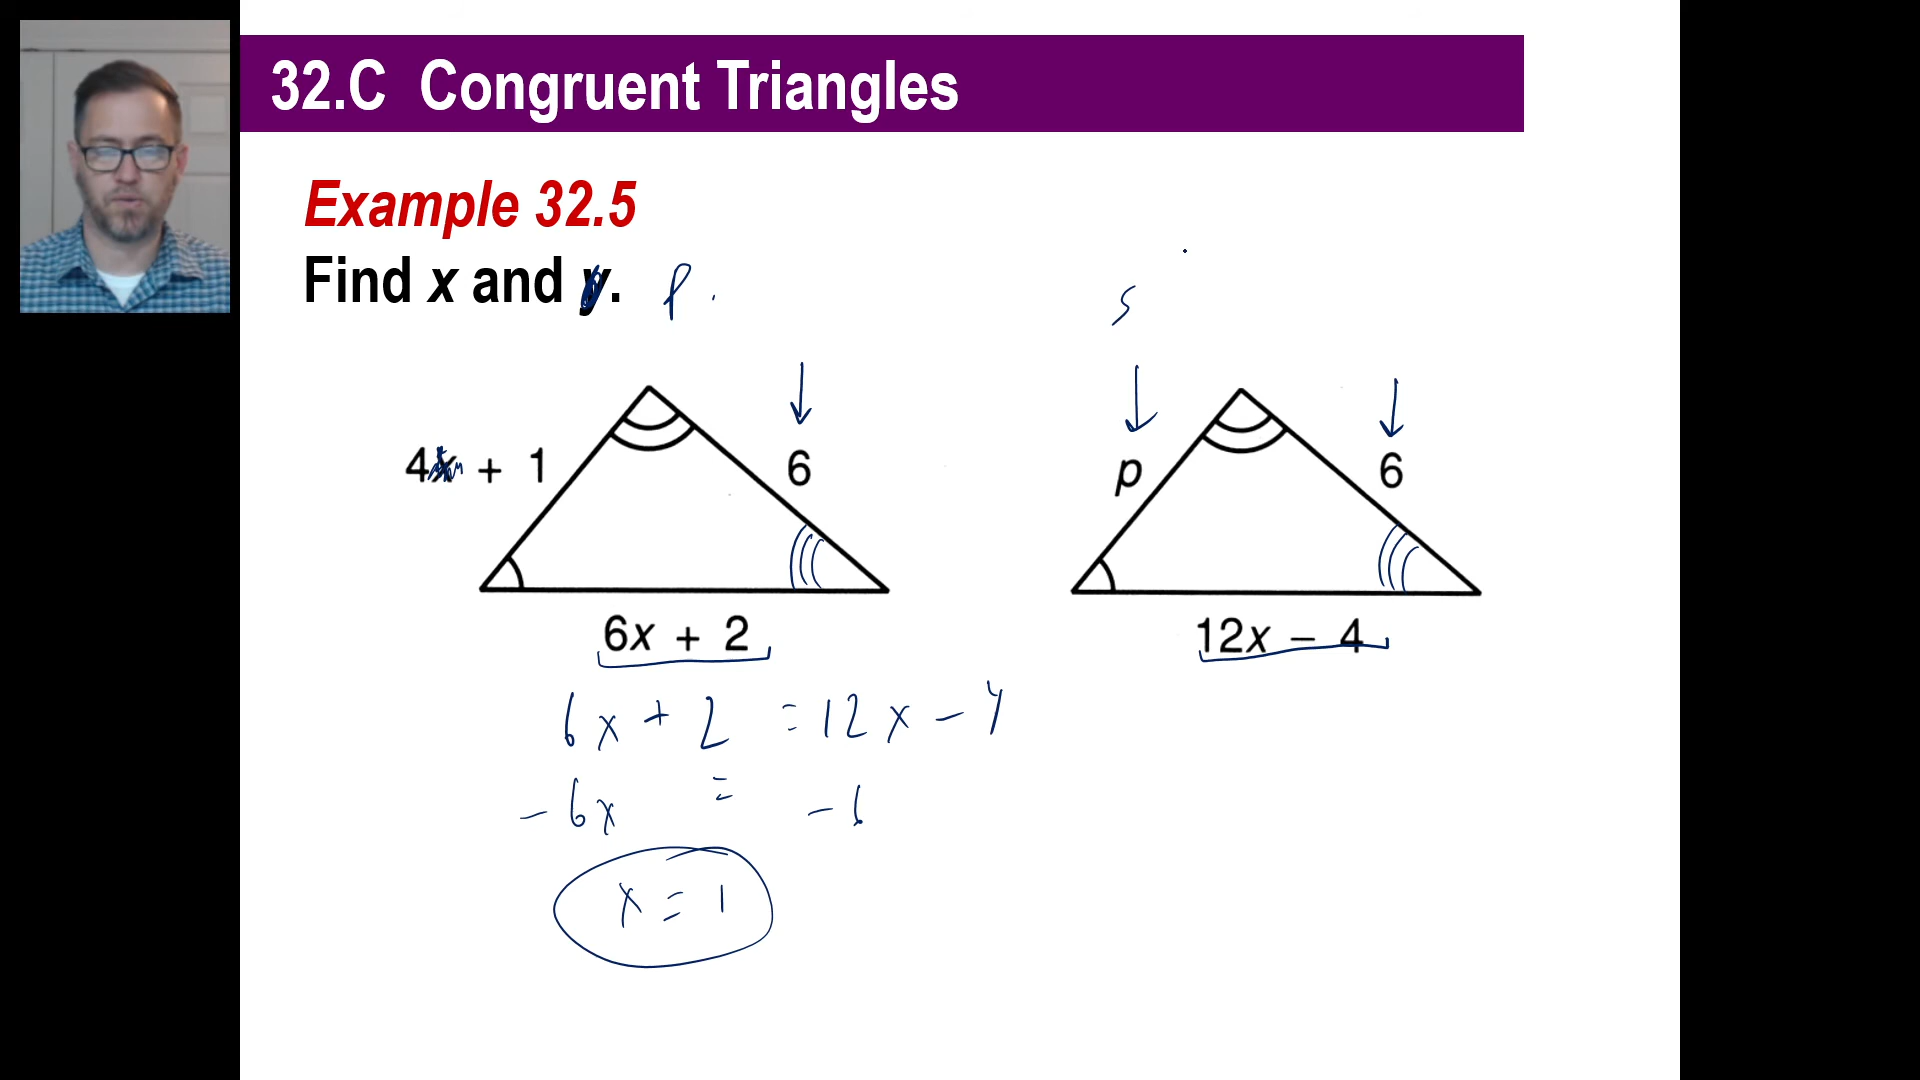 32.C Congruent Triangles
Example 32.5
Find x and y. p
s
4x + 1
6
p
6
6x + 2
12x – 4
6x + 2 = 12x - 4
- 6x = - 6
x = 1